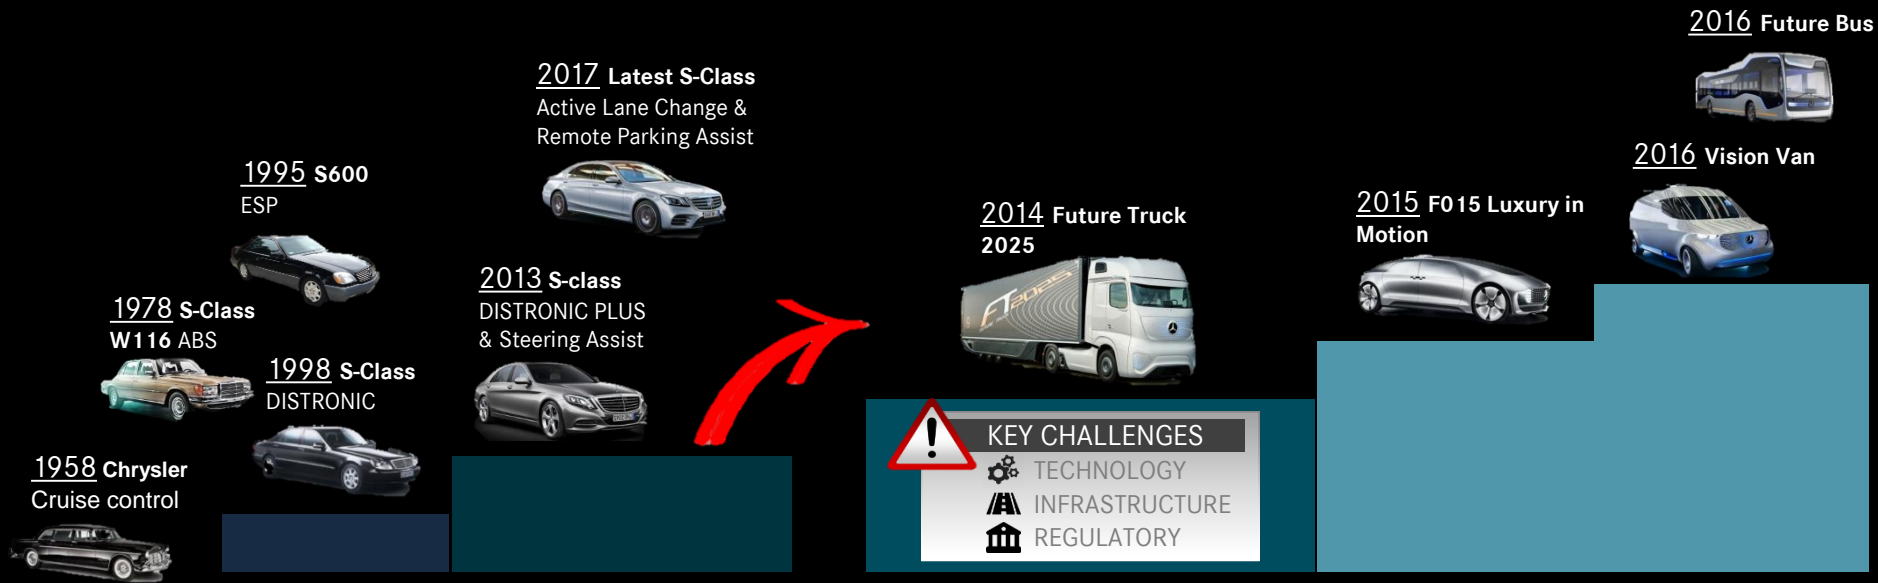 1958 Chrysler
Cruise control
1978 S-Class
W116 ABS
1995 S600
ESP
1998 S-Class
DISTRONIC
2013 S-class
DISTRONIC PLUS
& Steering Assist
2017 Latest S-Class
Active Lane Change &
Remote Parking Assist
2014 Future Truck
2025
FT2025
KEY CHALLENGES
TECHNOLOGY
INFRASTRUCTURE
REGULATORY
2015 F015 Luxury in
Motion
2016 Vision Van
2016 Future Bus